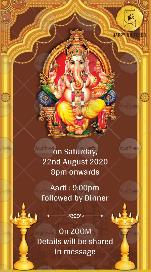 on Saturday,
22nd August 2020
8pm onwards
Aarti : 9:00pm
followed by Dinner
On ZOOM
Details will be shared
in message